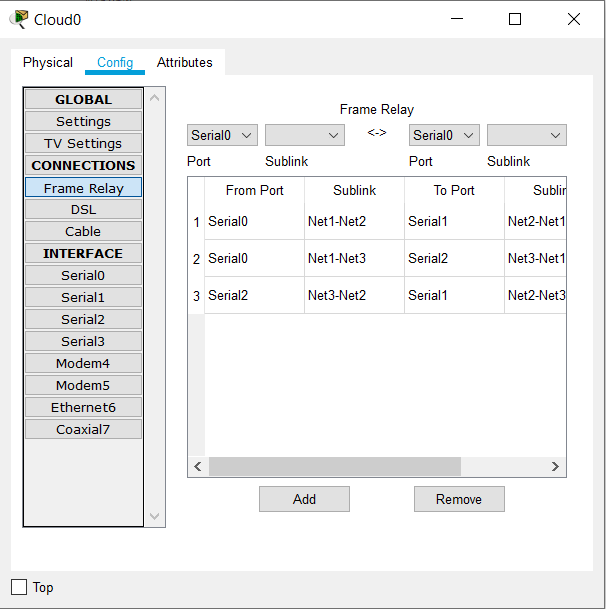 Cloud0
Physical Config Attributes
GLOBAL
Settings
TV Settings
CONNECTIONS
Frame Relay
DSL
Cable
INTERFACE
Serial0
Serial1
Serial2
Serial3
Modem4
Modem5
Ethernet6
Coaxial7
Frame Relay
Serial0 <-> Serial0
Port Sublink Port Sublink
From Port Sublink To Port Sublin
1 Serial0 Net1-Net2 Serial1 Net2-Net1
2 Serial0 Net1-Net3 Serial2 Net3-Net1
3 Serial2 Net3-Net2 Serial1 Net2-Net3
Add Remove
Top